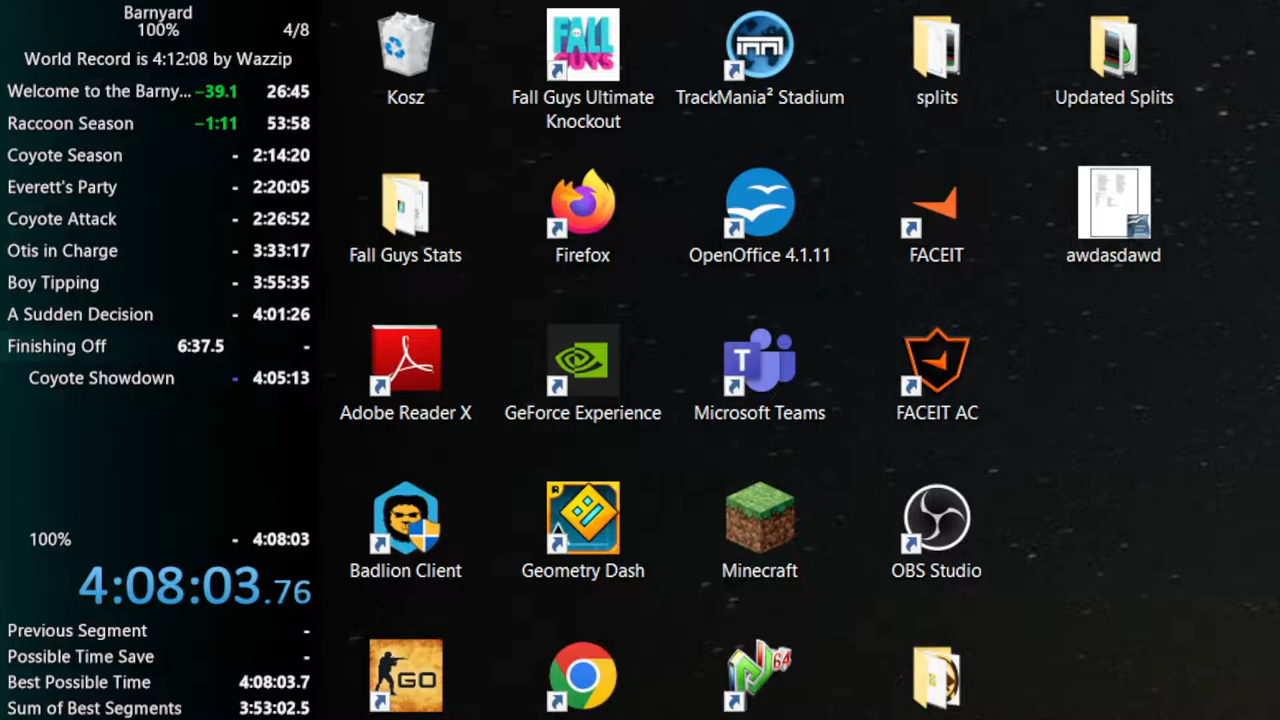 Barnyard
100%
4/8
World Record is 4:12:08 by Wazzip
Welcome to the Barny... −39.1 26:45
Raccoon Season −1:11 53:58
Coyote Season - 2:14:20
Everett's Party - 2:20:05
Coyote Attack - 2:26:52
Otis in Charge - 3:33:17
Boy Tipping - 3:55:35
A Sudden Decision - 4:01:26
Finishing Off 6:37.5 -
Coyote Showdown - 4:05:13
100% - 4:08:03
4:08:03.76
Previous Segment -
Possible Time Save -
Best Possible Time 4:08:03.7
Sum of Best Segments 3:53:02.5
Kosz
FALL
GUYS
Fall Guys Ultimate
Knockout
TrackMania² Stadium
splits
Updated Splits
Fall Guys Stats
Firefox
OpenOffice 4.1.11
FACEIT
awdasdawd
Adobe Reader X
GeForce Experience
T
Microsoft Teams
FACEIT AC
Badlion Client
R
Geometry Dash
Minecraft
OBS Studio
GO
64